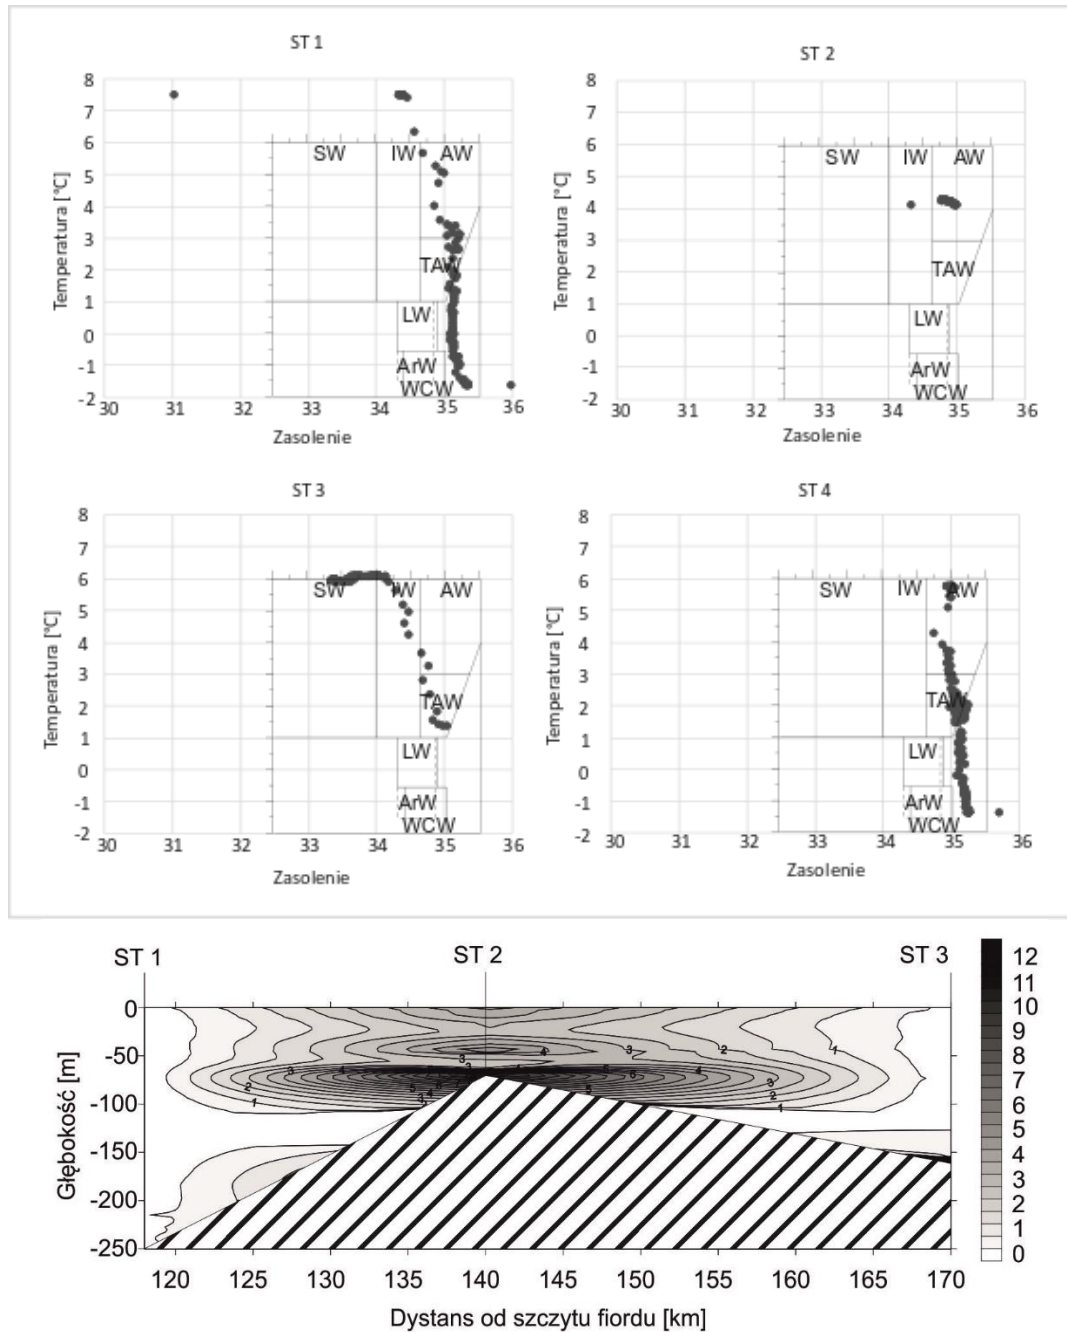 ST 1
ST 2
8
7
6
5
4
3
2
1
0
-1
-2
Temperatura [°C]
SW IW AW
TAW
LW
ArW
WCW
30 31 32 33 34 35 36
Zasolenie
8
7
6
5
4
3
2
1
0
-1
-2
Temperatura [°C]
SW IW AW
TAW
LW
ArW
WCW
30 31 32 33 34 35 36
Zasolenie
ST 3
ST 4
8
7
6
5
4
3
2
1
0
-1
-2
Temperatura [°C]
SW IW AW
TAW
LW
ArW
WCW
30 31 32 33 34 35 36
Zasolenie
8
7
6
5
4
3
2
1
0
-1
-2
Temperatura [°C]
SW IW AW
TAW
LW
ArW
WCW
30 31 32 33 34 35 36
Zasolenie
ST 1 ST 2 ST 3
0
-50
-100
-150
-200
-250
Głębokość [m]
120 125 130 135 140 145 150 155 160 165 170
Dystans od szczytu fiordu [km]
12
11
10
9
8
7
6
5
4
3
2
1
0